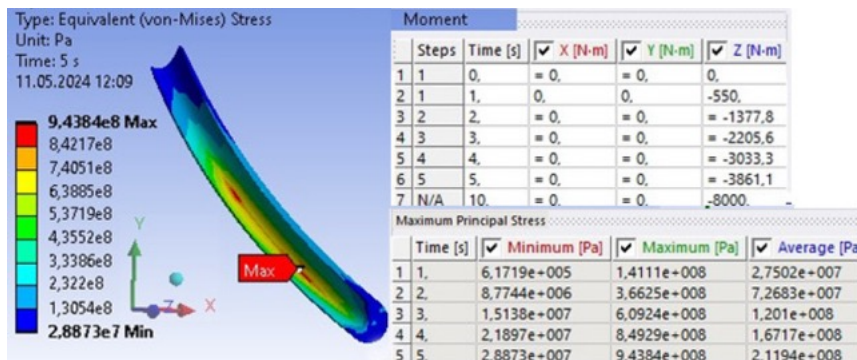 Type: Equivalent (von-Mises) Stress
Unit: Pa
Time: 5 s
11.05.2024 12:09
9,4384e8 Max
8,4217e8
7,4051e8
6,3885e8
5,3719e8
4,3552e8
3,3386e8
2,322e8
1,3054e8
2,8873e7 Min
Y
Z
X
Max
Moment
Steps Time [s] X [N·m] Y [N·m] Z [N·m]
1 1 0, = 0, = 0, 0,
2 1 1, 0, 0, -550,
3 2 2, = 0, = 0, = -1377,8
4 3 3, = 0, = 0, = -2205,6
5 4 4, = 0, = 0, = -3033,3
6 5 5, = 0, = 0, = -3861,1
7 N/A 10, = 0, = 0, -8000,
Maximum Principal Stress
Time [s] Minimum [Pa] Maximum [Pa] Average [Pa
1 1, 6,1719e+005 1,4111e+008 2,7502e+007
2 2, 8,7744e+006 3,6625e+008 7,2683e+007
3 3, 1,5138e+007 6,0924e+008 1,201e+008
4 4, 2,1897e+007 8,4929e+008 1,6717e+008
5 5, 2,8873e+007 9,4384e+008 2,1194e+008